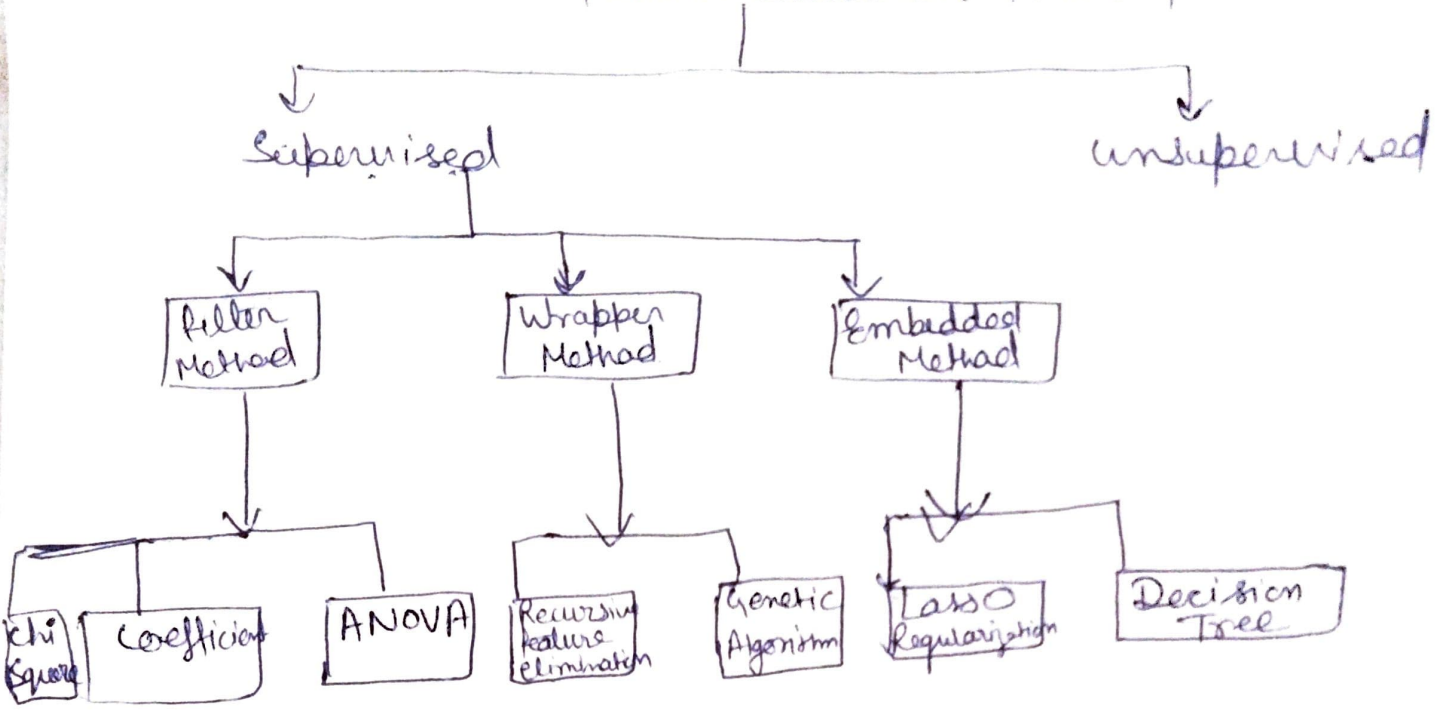 Supervised
unsupervised
Filter
Method
Wrapper
Method
Embedded
Method
Chi
Square
Coefficient
ANOVA
Recursive
Feature
elimination
Genetic
Algorithm
Lasso
Regularization
Decision
Tree